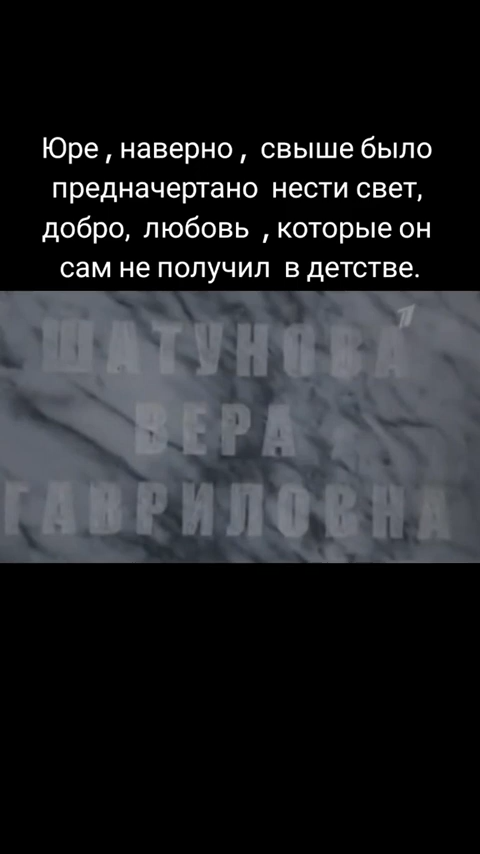 Юре , наверно , свыше было
предначертано нести свет,
добро, любовь , которые он
сам не получил в детстве.
ШАТУНОВА
ВЕРА
ГАВРИЛОВНА